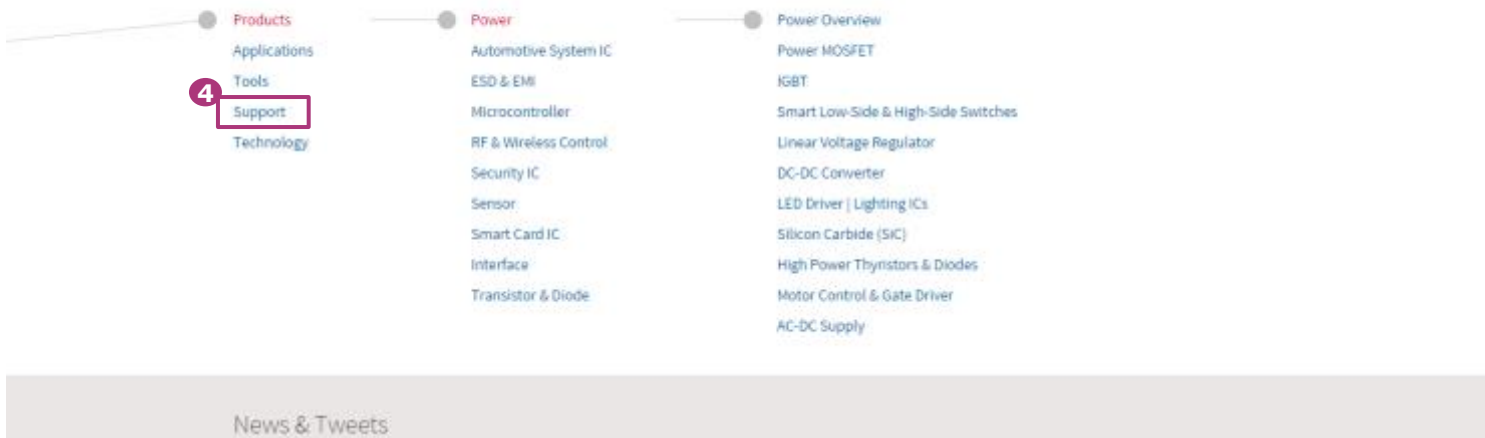 Products
Applications
Tools
4
Support
Technology
Power
Automotive System IC
ESD & EMI
Microcontroller
RF & Wireless Control
Security IC
Sensor
Smart Card IC
Interface
Transistor & Diode
Power Overview
Power MOSFET
IGBT
Smart Low-Side & High-Side Switches
Linear Voltage Regulator
DC-DC Converter
LED Driver | Lighting ICs
Silicon Carbide (SiC)
High Power Thyristors & Diodes
Motor Control & Gate Driver
AC-DC Supply
News & Tweets